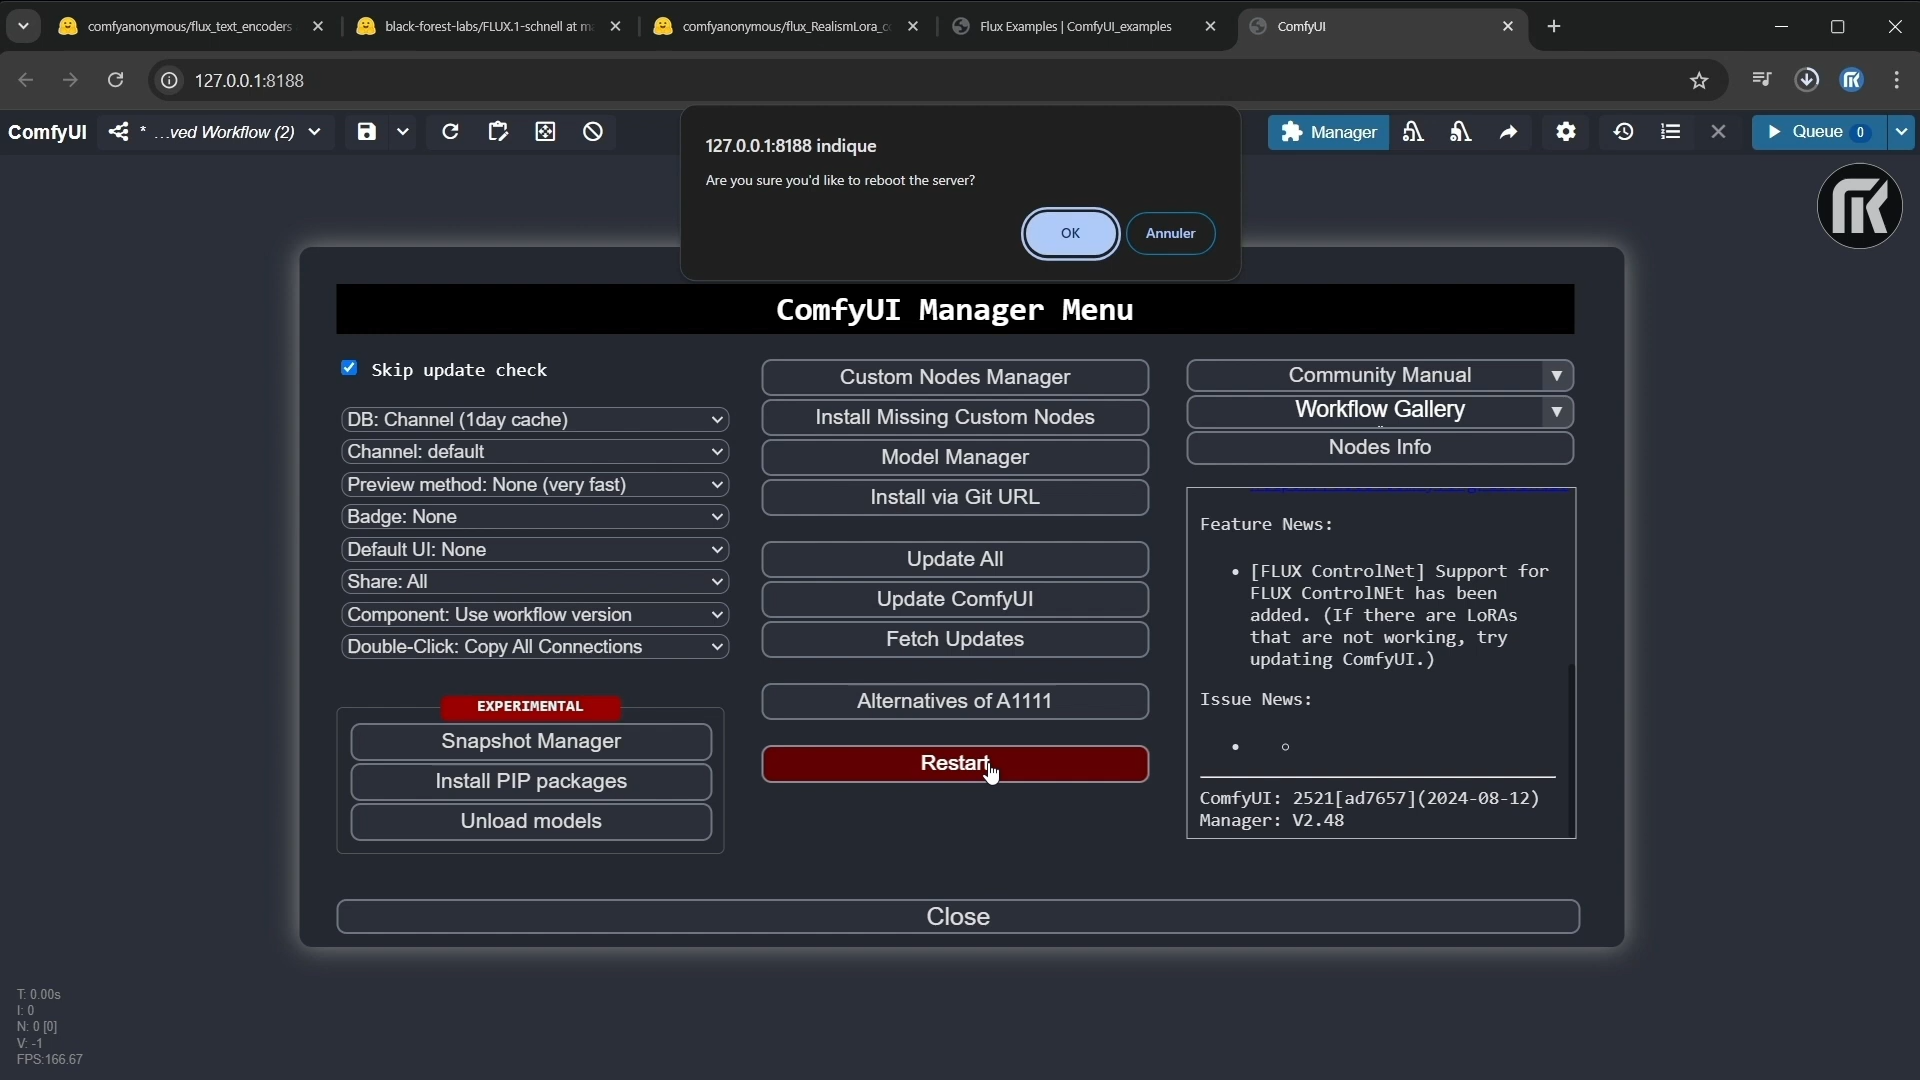 comfyanonymous/flux_text_encoders
black-forest-labs/FLUX.1-schnell at m
comfyanonymous/flux_RealismLora_c
Flux Examples | ComfyUI_examples
ComfyUI
127.0.0.1:8188
ComfyUI
* ...ved Workflow (2)
Manager
Queue 0
127.0.0.1:8188 indique
Are you sure you'd like to reboot the server?
OK
Annuler
ComfyUI Manager Menu
Skip update check
DB: Channel (1day cache)
Channel: default
Preview method: None (very fast)
Badge: None
Default UI: None
Share: All
Component: Use workflow version
Double-Click: Copy All Connections
EXPERIMENTAL
Snapshot Manager
Install PIP packages
Unload models
Custom Nodes Manager
Install Missing Custom Nodes
Model Manager
Install via Git URL
Update All
Update ComfyUI
Fetch Updates
Alternatives of A1111
Restart
Community Manual
Workflow Gallery
Nodes Info
Feature News:
• [FLUX ControlNet] Support for
FLUX ControlNEt has been
added. (If there are LoRAs
that are not working, try
updating ComfyUI.)
Issue News:
ComfyUI: 2521[ad7657](2024-08-12)
Manager: V2.48
Close
T: 0.00s
I: 0
N: 0 [0]
V: -1
FPS:166.67